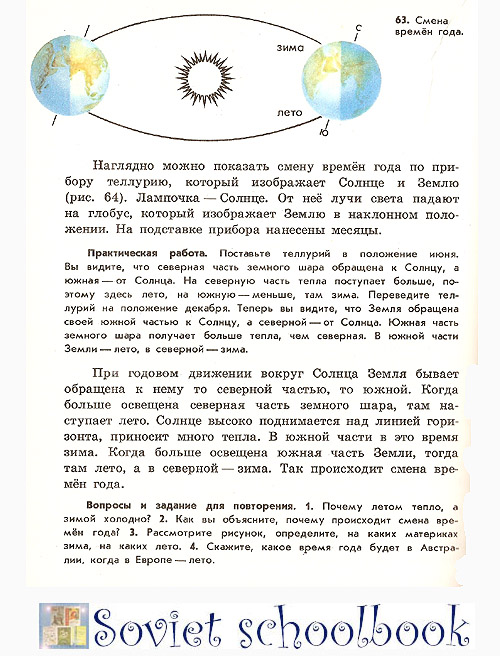 63. Смена
времён года.
С
зима
лето
Ю
Наглядно можно показать смену времён года по при-
бору теллурию, который изображает Солнце и Землю
(рис. 64). Лампочка — Солнце. От неё лучи света падают
на глобус, который изображает Землю в наклонном поло-
жении. На подставке прибора нанесены месяцы.
Практическая работа. Поставьте теллурий в положение июня.
Вы видите, что северная часть земного шара обращена к Солнцу, а
южная — от Солнца. На северную часть тепла поступает больше, по-
этому здесь лето, на южную — меньше, там зима. Переведите тел-
лурий на положение декабря. Теперь вы видите, что Земля обращена
своей южной частью к Солнцу, а северной — от Солнца. Южная часть
земного шара получает больше тепла, чем северная. В южной части
Земли — лето, в северной — зима.
При годовом движении вокруг Солнца Земля бывает
обращена к нему то северной частью, то южной. Когда
больше освещена северная часть земного шара, там на-
ступает лето. Солнце высоко поднимается над линией гори-
зонта, приносит много тепла. В южной части в это время
зима. Когда больше освещена южная часть Земли, тогда
там лето, а в северной — зима. Так происходит смена вре-
мён года.
Вопросы и задание для повторения. 1. Почему летом тепло, а
зимой холодно? 2. Как вы объясните, почему происходит смена вре-
мён года? 3. Рассмотрите рисунок, определите, на каких материках
зима, на каких лето. 4. Скажите, какое время года будет в Австра-
лии, когда в Европе — лето.
Soviet schoolbook